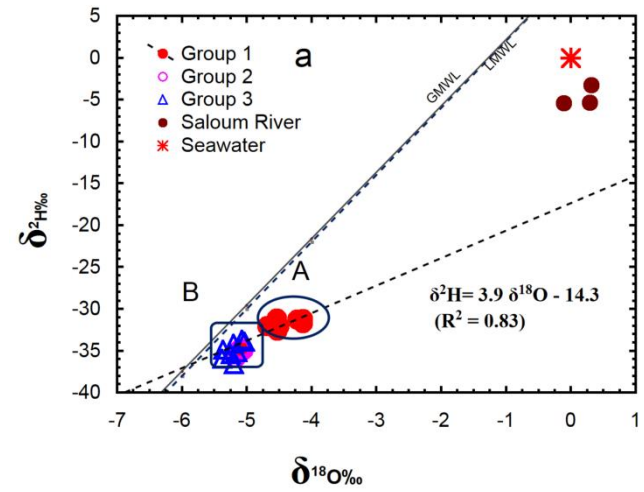 5
0
-5
-10
-15
-20
-25
-30
-35
-40
δ²H‰
Group 1
Group 2
Group 3
Saloum River
Seawater
a
GMWL
LMWL
A
B
δ²H= 3.9 δ¹⁸O - 14.3
(R² = 0.83)
-7 -6 -5 -4 -3 -2 -1 0 1
δ¹⁸O‰